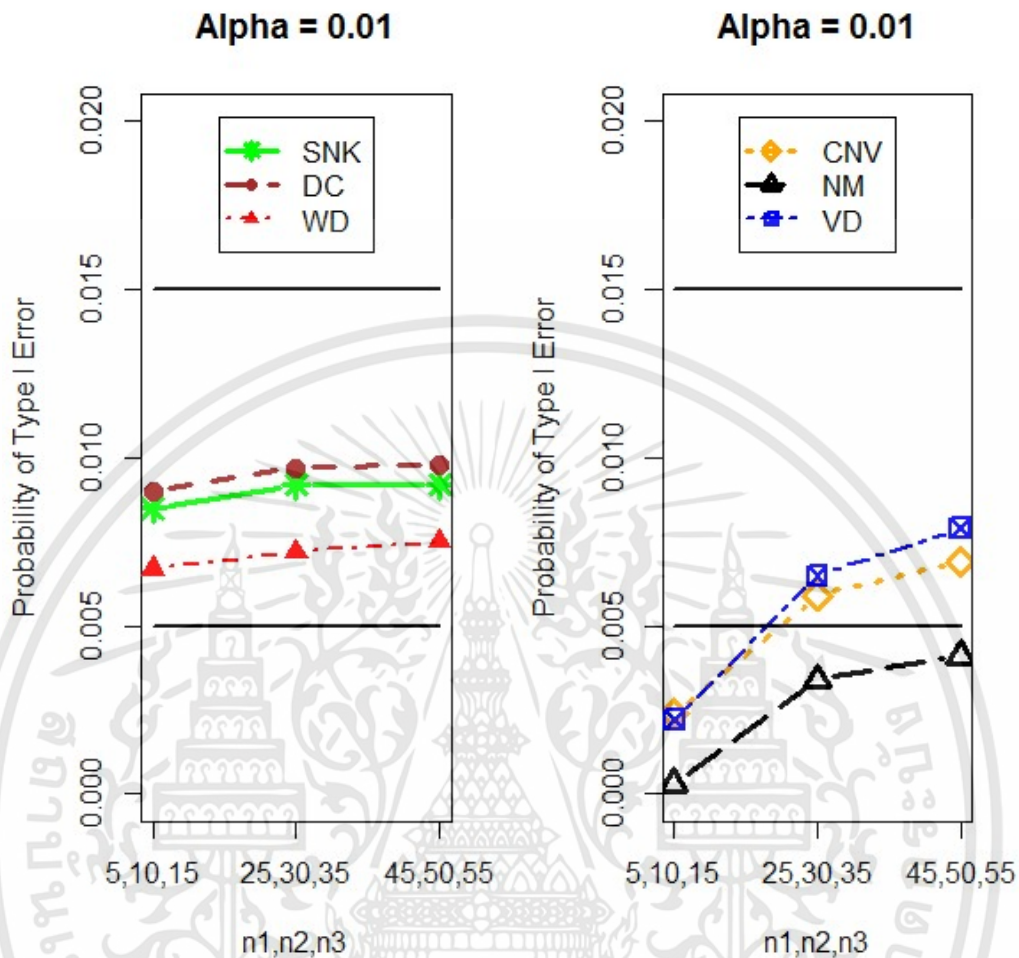 Alpha = 0.01
Probability of Type I Error
0.020
0.015
0.010
0.005
0.000
SNK
DC
WD
5,10,15
25,30,35
45,50,55
n1,n2,n3
Alpha = 0.01
Probability of Type I Error
0.020
0.015
0.010
0.005
0.000
CNV
NM
VD
5,10,15
25,30,35
45,50,55
n1,n2,n3